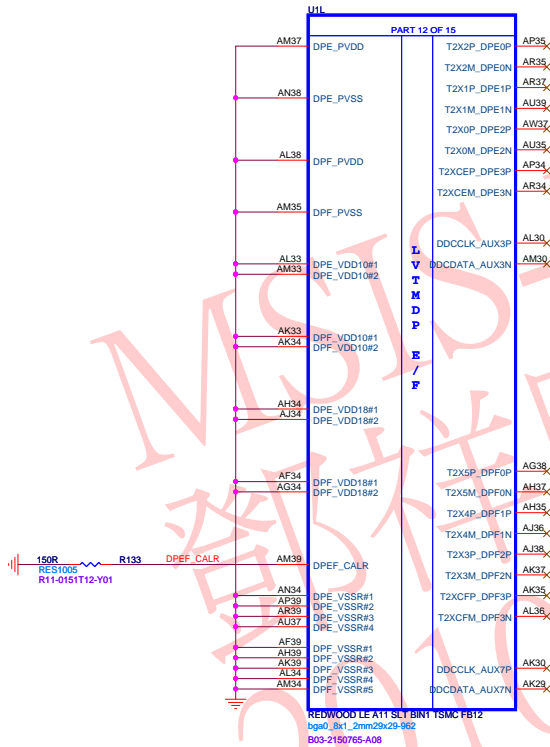 U1L
PART 12 OF 15
AM37 DPE_PVDD T2X2P_DPE0P AP35
T2X2M_DPE0N AR35
T2X1P_DPE1P AR37
AN38 DPE_PVSS T2X1M_DPE1N AU39
T2X0P_DPE2P AW37
T2X0M_DPE2N AU35
AL38 DPF_PVDD T2XCEP_DPE3P AP34
T2XCEM_DPE3N AR34
AM35 DPF_PVSS
DDCCLK_AUX3P AL30
AL33 DPE_VDD10#1 DDCDATA_AUX3N AM30
AM33 DPE_VDD10#2
LVTMDP E/F
AK33 DPF_VDD10#1
AK34 DPF_VDD10#2
AH34 DPE_VDD18#1
AJ34 DPE_VDD18#2
T2X5P_DPF0P AG38
AF34 DPF_VDD18#1 T2X5M_DPF0N AH37
AG34 DPF_VDD18#2
T2X4P_DPF1P AH35
T2X4M_DPF1N AJ36
T2X3P_DPF2P AJ38
150R R133 DPEF_CALR AM39 DPEF_CALR
RES1005
R11-0151T12-Y01
T2X3M_DPF2N AK37
AN34 DPE_VSSR#1 T2XCFP_DPF3P AK35
AP39 DPE_VSSR#2
AR39 DPE_VSSR#3 T2XCFM_DPF3N AL36
AU37 DPE_VSSR#4
AF39 DPF_VSSR#1
AH39 DPF_VSSR#2
AK39 DPF_VSSR#3 DDCCLK_AUX7P AK30
AL34 DPF_VSSR#4
AM34 DPF_VSSR#5 DDCDATA_AUX7N AK29
REDWOOD LE A11 SLT BIN1 TSMC FB12
bga0_8x1_2mm29x29-962
B03-2150765-A08
MSIS-